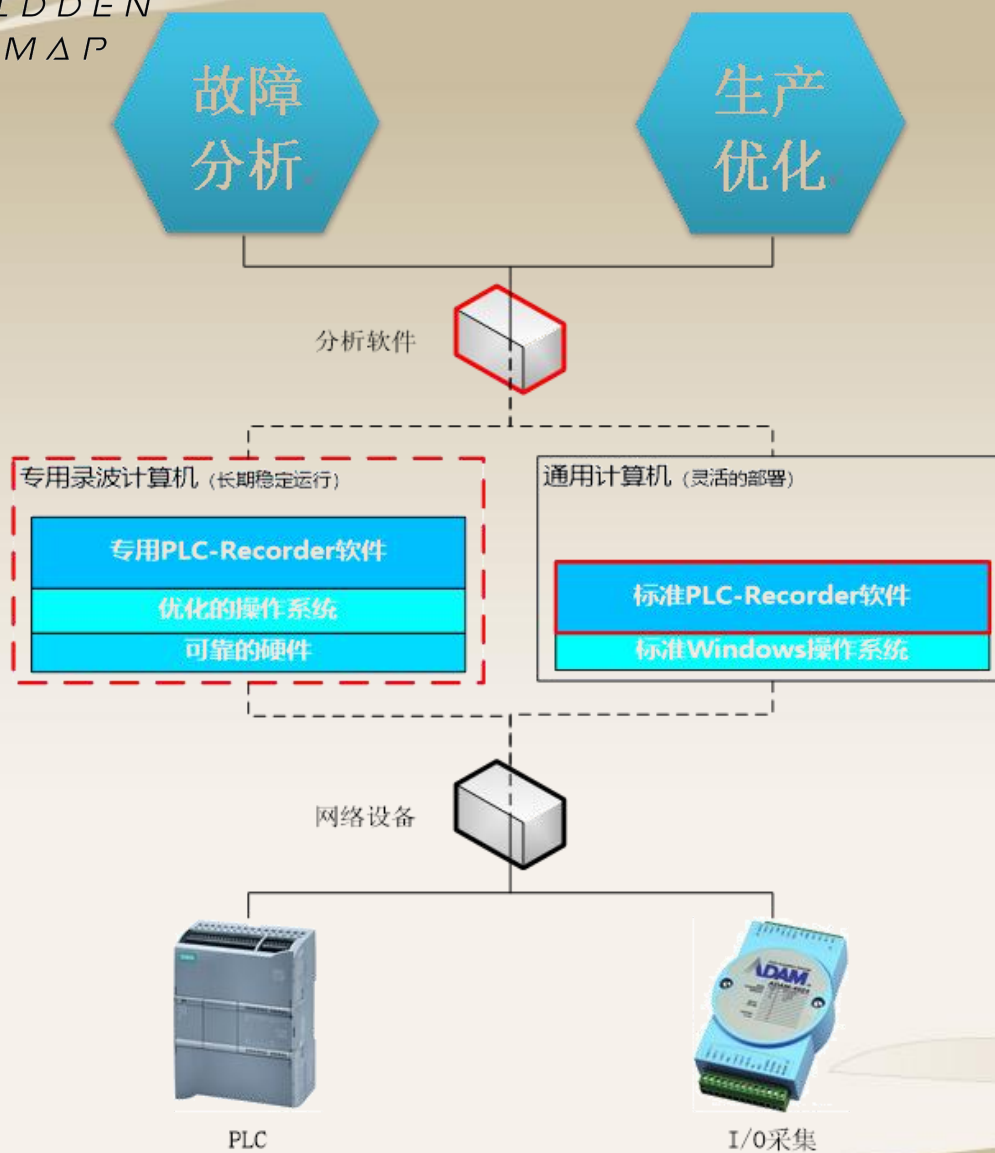 LDDEN
MAP
故障
分析
生产
优化
分析软件
专用录波计算机（长期稳定运行）
专用PLC-Recorder软件
优化的操作系统
可靠的硬件
通用计算机（灵活的部署）
标准PLC-Recorder软件
标准Windows操作系统
网络设备
ADAM
PLC
I/O采集